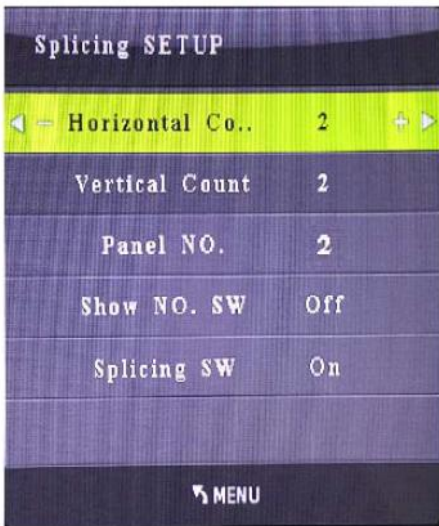 Splicing SETUP
- Horizontal Co.. 2 +
Vertical Count 2
Panel NO. 2
Show NO. SW Off
Splicing SW On
MENU